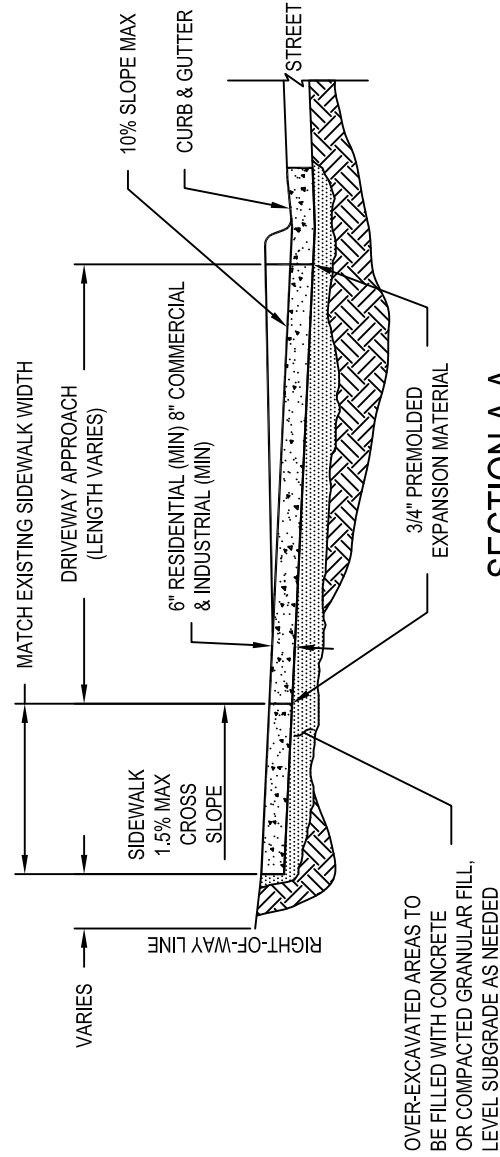 MATCH EXISTING SIDEWALK WIDTH
DRIVEWAY APPROACH
(LENGTH VARIES)
VARIES
RIGHT-OF-WAY LINE
SIDEWALK
1.5% MAX
CROSS
SLOPE
6" RESIDENTIAL (MIN) 8" COMMERCIAL
& INDUSTRIAL (MIN)
10% SLOPE MAX
CURB & GUTTER
STREET
3/4" PREMOLDED
EXPANSION MATERIAL
OVER-EXCAVATED AREAS TO
BE FILLED WITH CONCRETE
OR COMPACTED GRANULAR FILL,
LEVEL SUBGRADE AS NEEDED
SECTION A-A